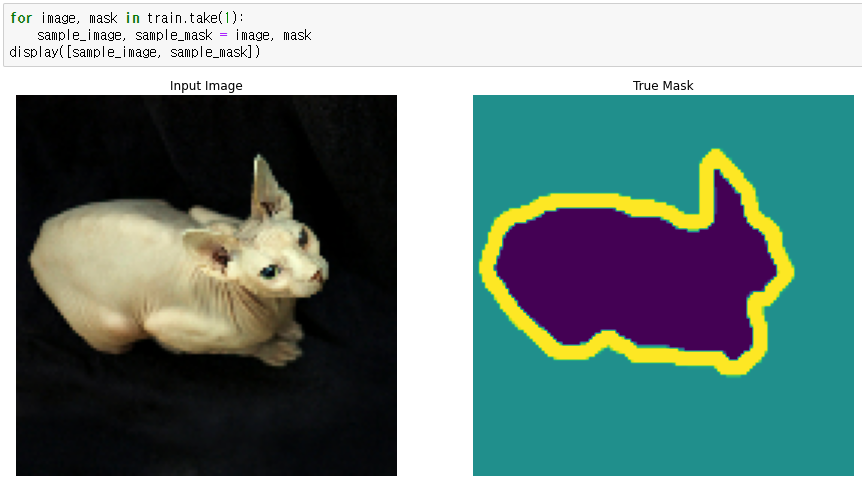 for image, mask in train.take(1):
    sample_image, sample_mask = image, mask
display([sample_image, sample_mask])
Input Image
True Mask